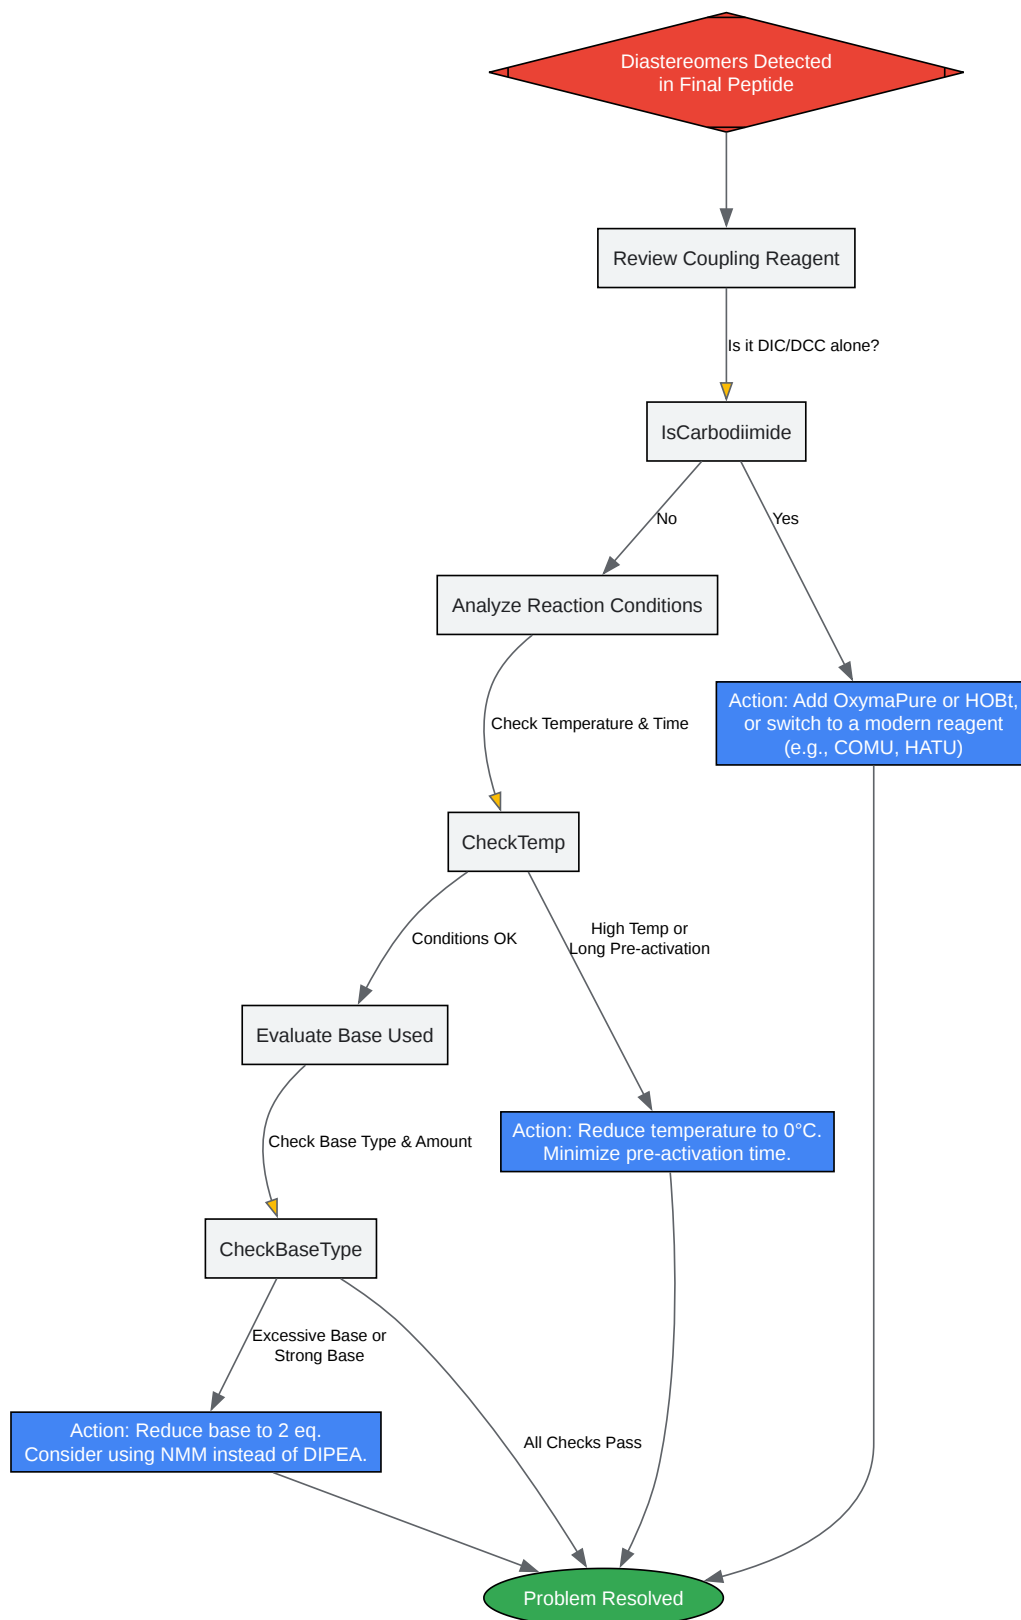 Diastereomers Detected
in Final Peptide
Review Coupling Reagent
Is it DIC/DCC alone?
IsCarbodiimide
No
Yes
Analyze Reaction Conditions
Action: Add OxymaPure or HOBt,
or switch to a modern reagent
(e.g., COMU, HATU)
Check Temperature & Time
CheckTemp
Conditions OK
High Temp or
Long Pre-activation
Evaluate Base Used
Action: Reduce temperature to 0°C.
Minimize pre-activation time.
Check Base Type & Amount
CheckBaseType
Excessive Base or
Strong Base
Action: Reduce base to 2 eq.
Consider using NMM instead of DIPEA.
All Checks Pass
Problem Resolved